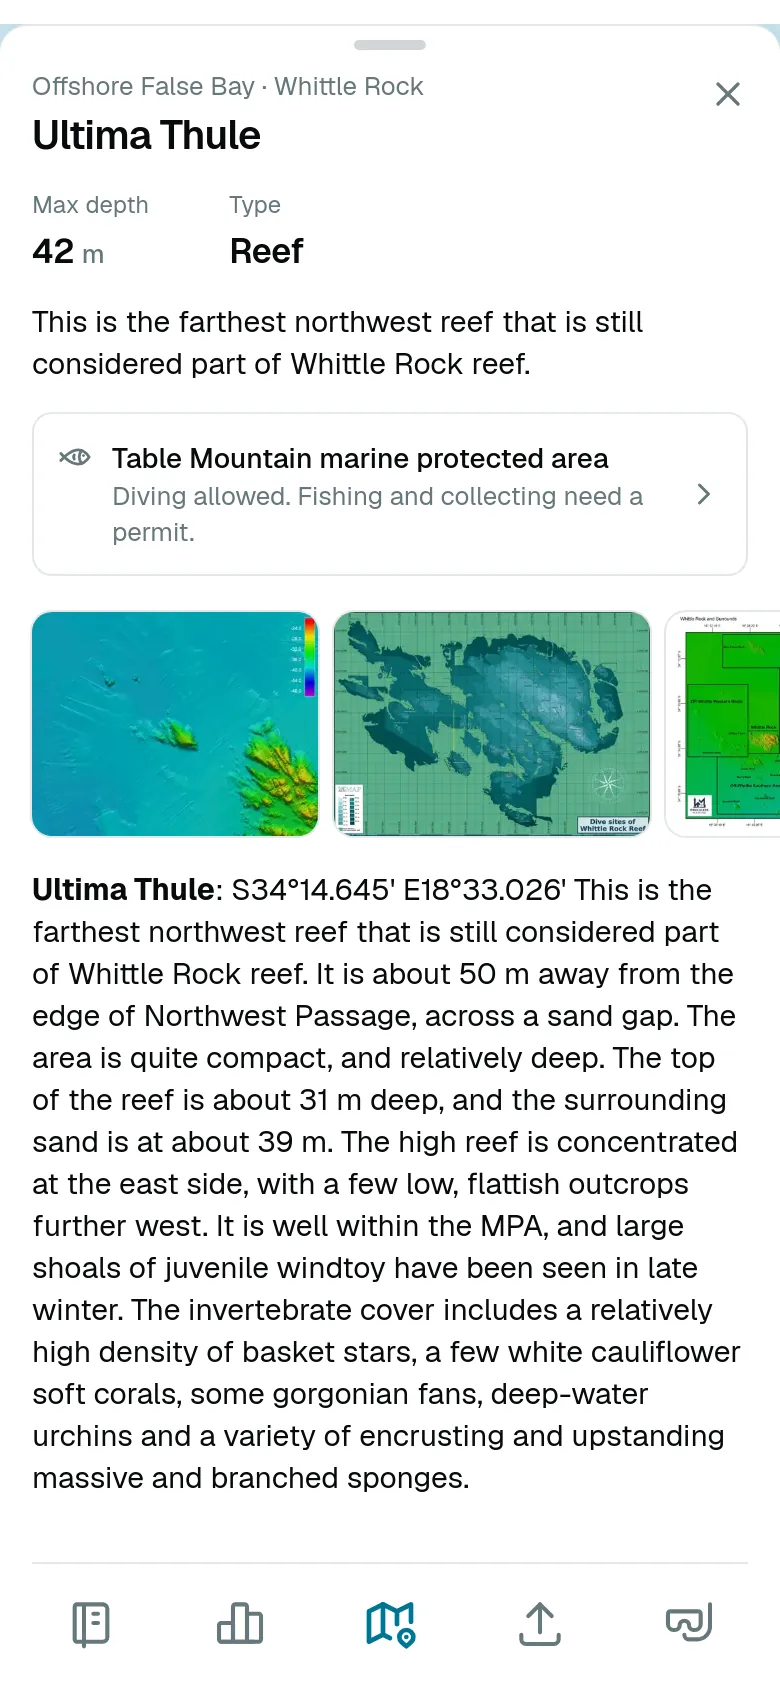 Offshore False Bay · Whittle Rock
Ultima Thule
Max depth
Type
42 m
Reef
This is the farthest northwest reef that is still
considered part of Whittle Rock reef.
Table Mountain marine protected area
Diving allowed. Fishing and collecting need a
permit.
Whittle Rock and Surrounds
Dive sites of
Whittle Rock Reef
Ultima Thule: S34°14.645' E18°33.026' This is the
farthest northwest reef that is still considered part
of Whittle Rock reef. It is about 50 m away from the
edge of Northwest Passage, across a sand gap. The
area is quite compact, and relatively deep. The top
of the reef is about 31 m deep, and the surrounding
sand is at about 39 m. The high reef is concentrated
at the east side, with a few low, flattish outcrops
further west. It is well within the MPA, and large
shoals of juvenile windtoy have been seen in late
winter. The invertebrate cover includes a relatively
high density of basket stars, a few white cauliflower
soft corals, some gorgonian fans, deep-water
urchins and a variety of encrusting and upstanding
massive and branched sponges.